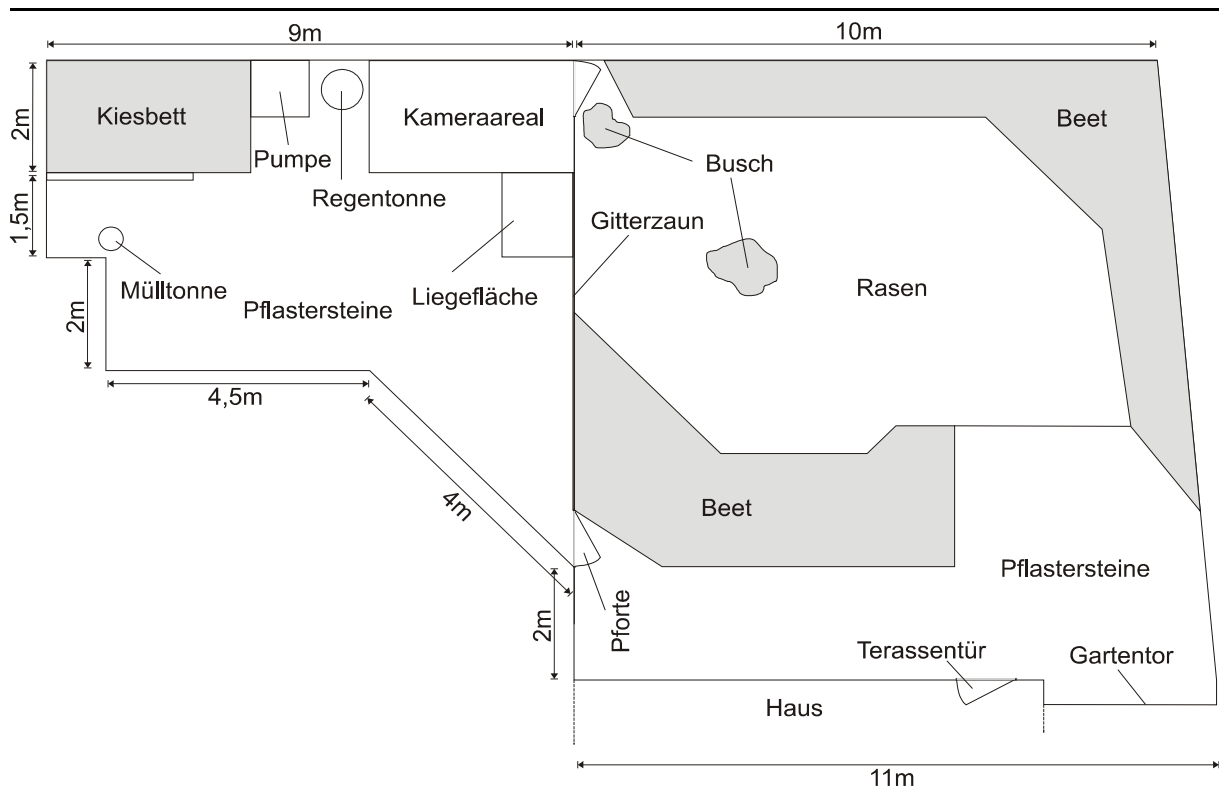 9m
10m
2m
Kiesbett
Kameraareal
Beet
Pumpe
Busch
Regentonne
1,5m
Gitterzaun
Mülltonne
Liegefläche
Rasen
Pflastersteine
2m
4,5m
4m
Beet
Pflastersteine
2m
Pforte
Terassentür
Gartentor
Haus
11m